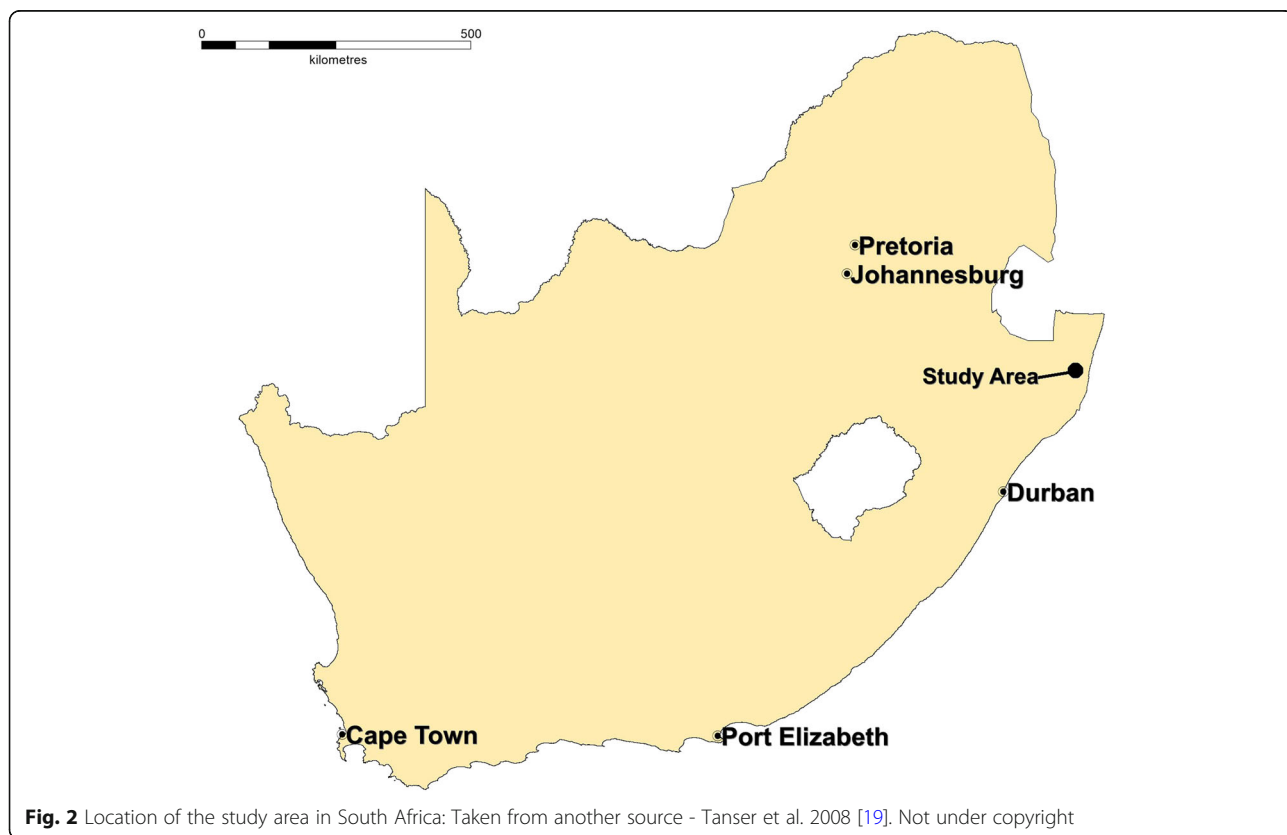 0 500
kilometres
Pretoria
Johannesburg
Study Area
Durban
Cape Town
Port Elizabeth
Fig. 2 Location of the study area in South Africa: Taken from another source - Tanser et al. 2008 [19]. Not under copyright